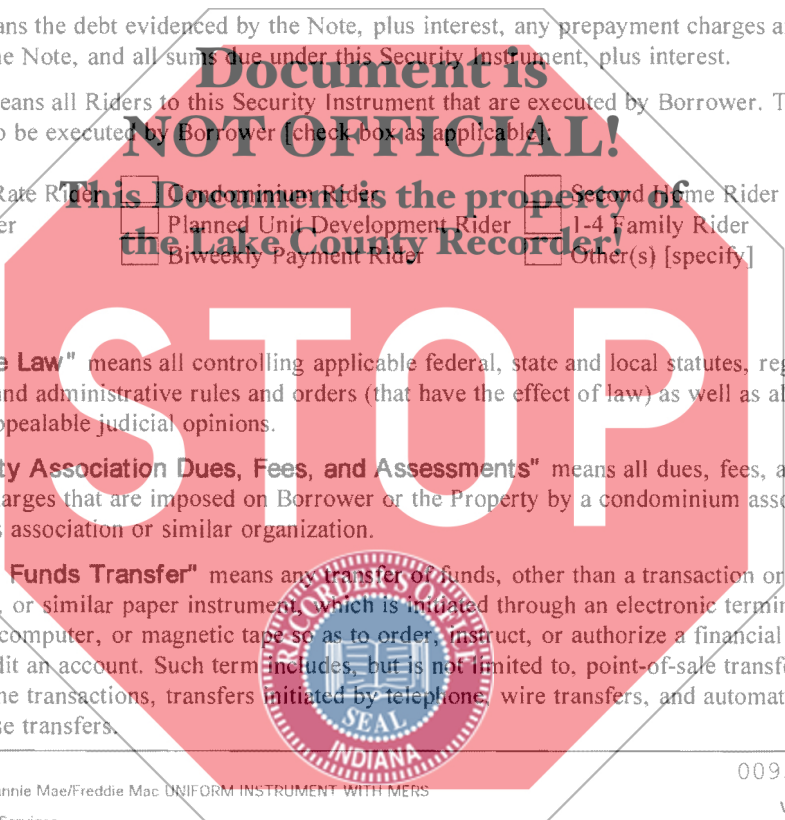 ans the debt evidenced by the Note, plus interest, any prepayment charges a
he Note, and all sums due under this Security Instrument, plus interest.
Document is
eans all Riders to this Security Instrument that are executed by Borrower. T
o be executed by Borrower [check box as applicable]:
NOT OFFICIAL!
Rate Rider Condominium Rider Second Home Rider
This Document is the property of
er Planned Unit Development Rider 1-4 Family Rider
the Lake County Recorder!
Biweekly Payment Rider Other(s) [specify]
STOP
e Law" means all controlling applicable federal, state and local statutes, reg
and administrative rules and orders (that have the effect of law) as well as al
ppealable judicial opinions.
ty Association Dues, Fees, and Assessments" means all dues, fees, a
arges that are imposed on Borrower or the Property by a condominium asso
s association or similar organization.
Funds Transfer" means any transfer of funds, other than a transaction or
, or similar paper instrument, which is initiated through an electronic termin
computer, or magnetic tape so as to order, instruct, or authorize a financial
dit an account. Such term includes, but is not limited to, point-of-sale transfe
ne transactions, transfers initiated by telephone, wire transfers, and automat
se transfers.
RECORDER'S OFFICE
SEAL
INDIANA
009
annie Mae/Freddie Mac UNIFORM INSTRUMENT WITH MERS